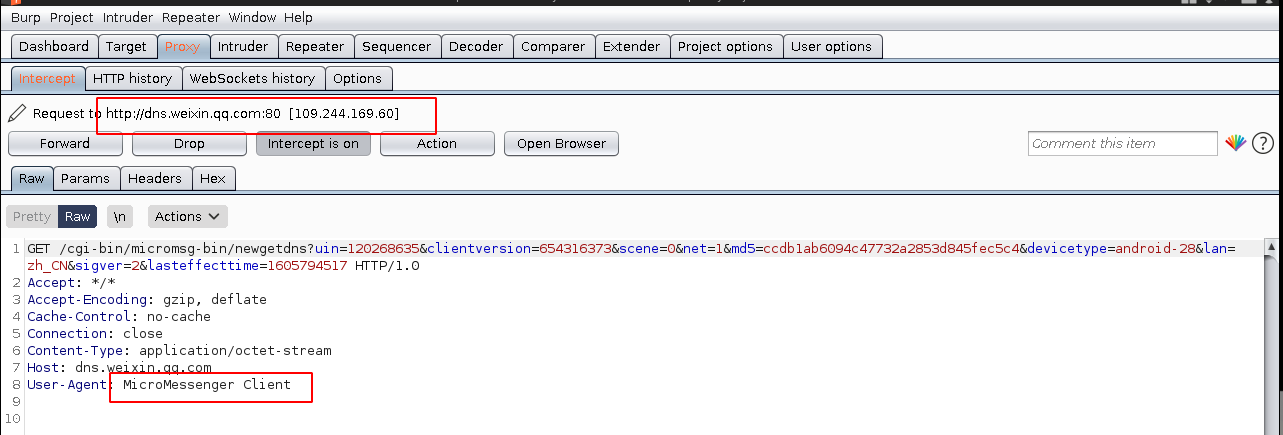 Burp Project Intruder Repeater Window Help
Dashboard Target Proxy Intruder Repeater Sequencer Decoder Comparer Extender Project options User options
Intercept HTTP history WebSockets history Options
Request to http://dns.weixin.qq.com:80 [109.244.169.60]
Forward Drop Intercept is on Action Open Browser Comment this item ?
Raw Params Headers Hex
Pretty Raw \n Actions
1 GET /cgi-bin/micromsg-bin/newgetdns?uin=120268635&clientversion=654316373&scene=0&net=1&md5=ccdb1ab6094c47732a2853d845fec5c4&devicetype=android-28&lan=
zh_CN&sigver=2&lasteffecttime=1605794517 HTTP/1.0
2 Accept: */*
3 Accept-Encoding: gzip, deflate
4 Cache-Control: no-cache
5 Connection: close
6 Content-Type: application/octet-stream
7 Host: dns.weixin.qq.com
8 User-Agent: MicroMessenger Client
9
10